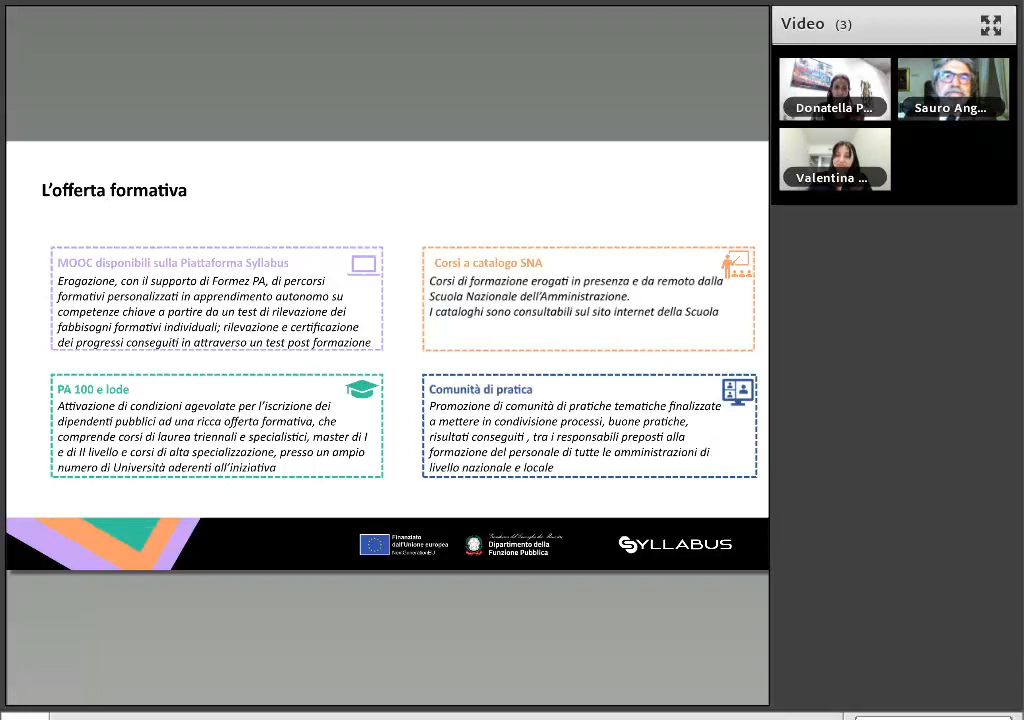 Video (3)
Donatella P...
Sauro Ang...
Valentina ...
L'offerta formativa
MOOC disponibili sulla Piattaforma Syllabus
Erogazione, con il supporto di Formez PA, di percorsi
formativi personalizzati in apprendimento autonomo su
competenze chiave a partire da un test di rilevazione dei
fabbisogni formativi individuali; rilevazione e certificazione
dei progressi conseguiti in attraverso un test post formazione
Corsi a catalogo SNA
Corsi di formazione erogati in presenza e da remoto dalla
Scuola Nazionale dell'Amministrazione.
I cataloghi sono consultabili sul sito internet della Scuola
PA 100 e lode
Attivazione di condizioni agevolate per l'iscrizione dei
dipendenti pubblici ad una ricca offerta formativa, che
comprende corsi di laurea triennali e specialistici, master di I
e di II livello e corsi di alta specializzazione, presso un ampio
numero di Università aderenti all'iniziativa
Comunità di pratica
Promozione di comunità di pratiche tematiche finalizzate
a mettere in condivisione processi, buone pratiche,
risultati conseguiti , tra i responsabili preposti alla
formazione del personale di tutte le amministrazioni di
livello nazionale e locale
Finanziato
dall'Unione europea
NextGenerationEU
Dipartimento della
Funzione Pubblica
SYLLABUS